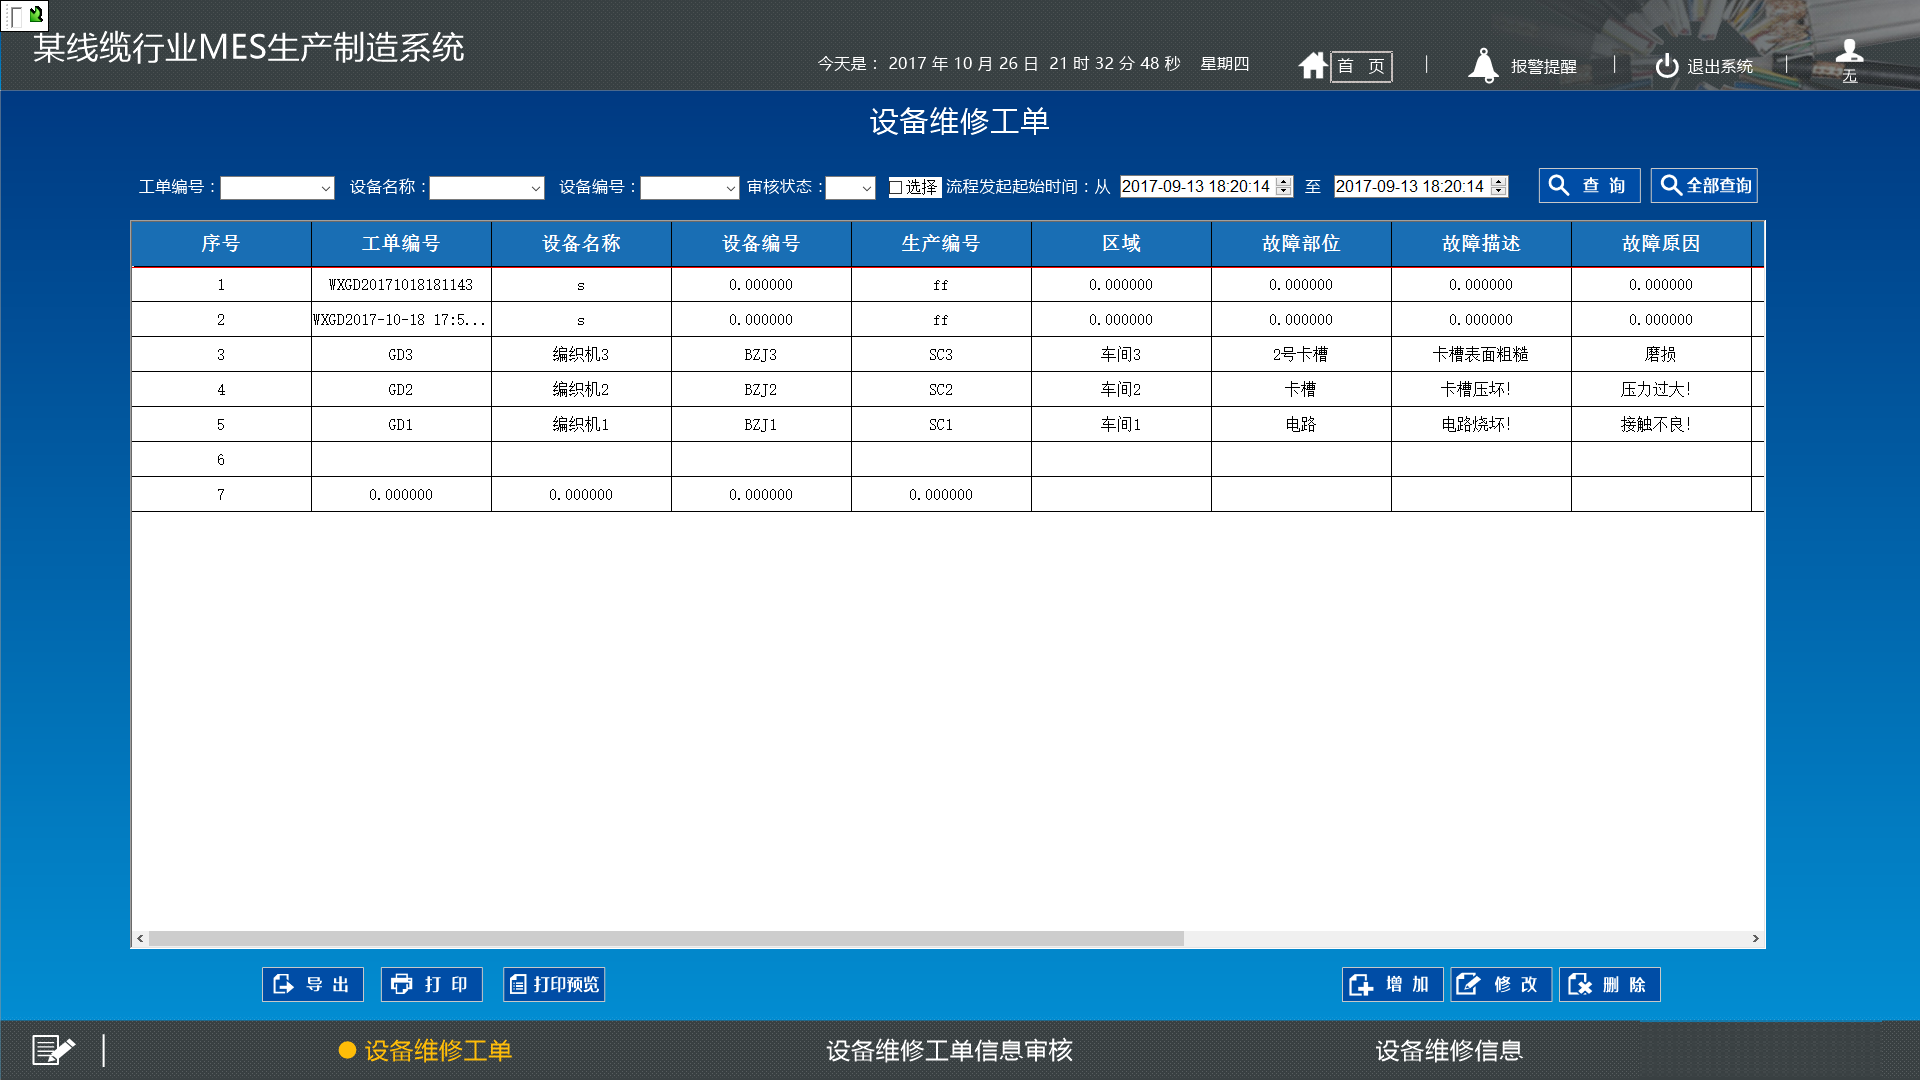 某线缆行业MES生产制造系统
今天是： 2017 年 10 月 26 日 21 时 32 分 48 秒 星期四
首 页
报警提醒
退出系统
无
设备维修工单
工单编号： 设备名称： 设备编号： 审核状态： 选择 流程发起起始时间：从 2017-09-13 18:20:14 至 2017-09-13 18:20:14 查 询 全部查询
序号 工单编号 设备名称 设备编号 生产编号 区域 故障部位 故障描述 故障原因
1 WXGD20171018181143 s 0.000000 ff 0.000000 0.000000 0.000000 0.000000
2 WXGD2017-10-18 17:5... s 0.000000 ff 0.000000 0.000000 0.000000 0.000000
3 GD3 编织机3 BZJ3 SC3 车间3 2号卡槽 卡槽表面粗糙 磨损
4 GD2 编织机2 BZJ2 SC2 车间2 卡槽 卡槽压坏! 压力过大!
5 GD1 编织机1 BZJ1 SC1 车间1 电路 电路烧坏! 接触不良!
6
7 0.000000 0.000000 0.000000 0.000000
导 出 打 印 打印预览 增 加 修 改 删 除
设备维修工单 设备维修工单信息审核 设备维修信息